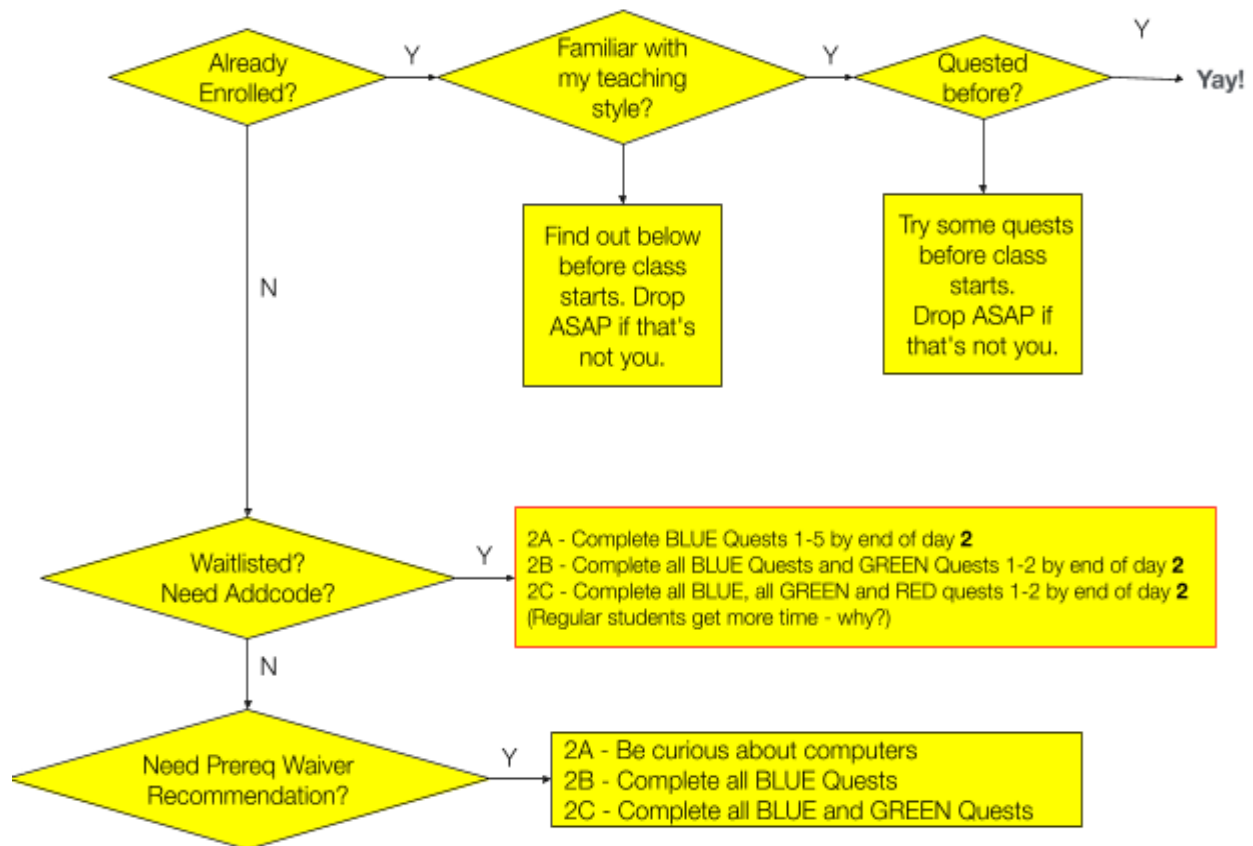 Already
Enrolled?
Y
Familiar with
my teaching
style?
Y
Quested
before?
Y
Yay!
Find out below
before class
starts. Drop
ASAP if that's
not you.
Try some quests
before class
starts.
Drop ASAP if
that's not you.
N
Waitlisted?
Need Addcode?
Y
2A - Complete BLUE Quests 1-5 by end of day 2
2B - Complete all BLUE Quests and GREEN Quests 1-2 by end of day 2
2C - Complete all BLUE, all GREEN and RED quests 1-2 by end of day 2
(Regular students get more time - why?)
N
Need Prereq Waiver
Recommendation?
Y
2A - Be curious about computers
2B - Complete all BLUE Quests
2C - Complete all BLUE and GREEN Quests